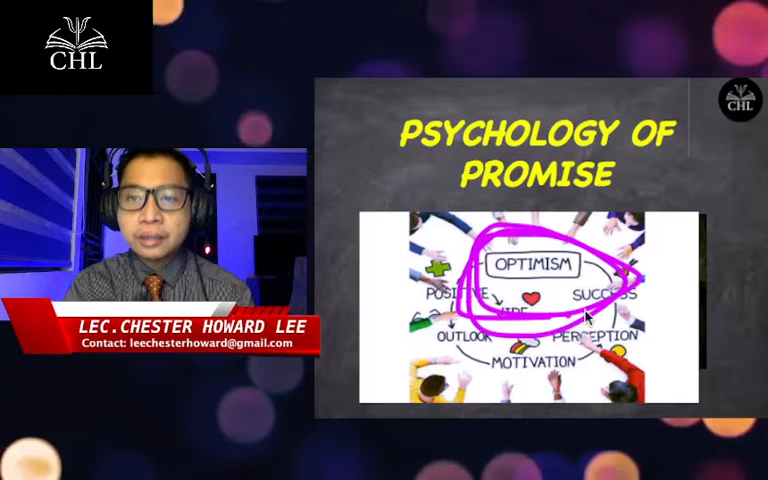 CHL
CHL
PSYCHOLOGY OF
PROMISE
OPTIMISM
POSITIVE
SUCCESS
OUTLOOK
PERCEPTION
MOTIVATION
LEC.CHESTER HOWARD LEE
Contact: leechesterhoward@gmail.com